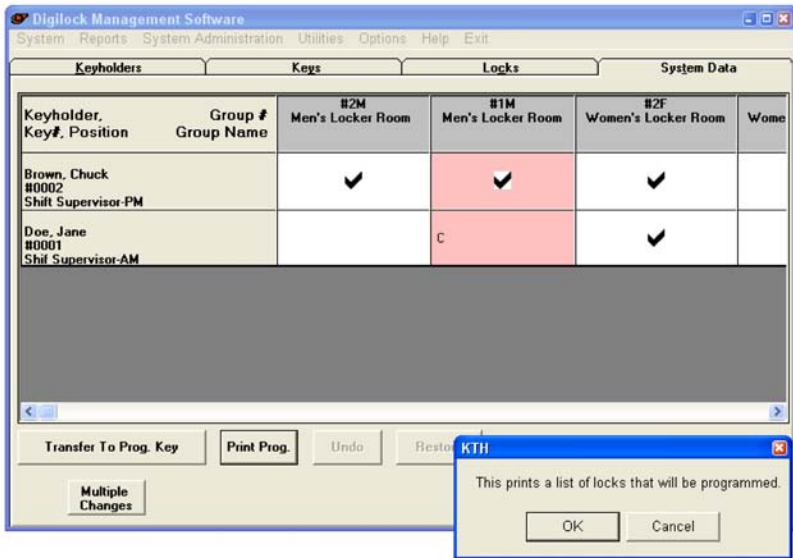 Digilock Management Software
System Reports System Administration Utilities Options Help Exit
Keyholders Keys Locks System Data
Keyholder, Group #
Key#, Position Group Name
#2M
Men's Locker Room
#1M
Men's Locker Room
#2F
Women's Locker Room
Wome
Brown, Chuck
#0002
Shift Supervisor-PM
Doe, Jane
#0001
Shif Supervisor-AM
C
Transfer To Prog. Key Print Prog. Undo Resto
Multiple
Changes
KTH
This prints a list of locks that will be programmed.
OK Cancel